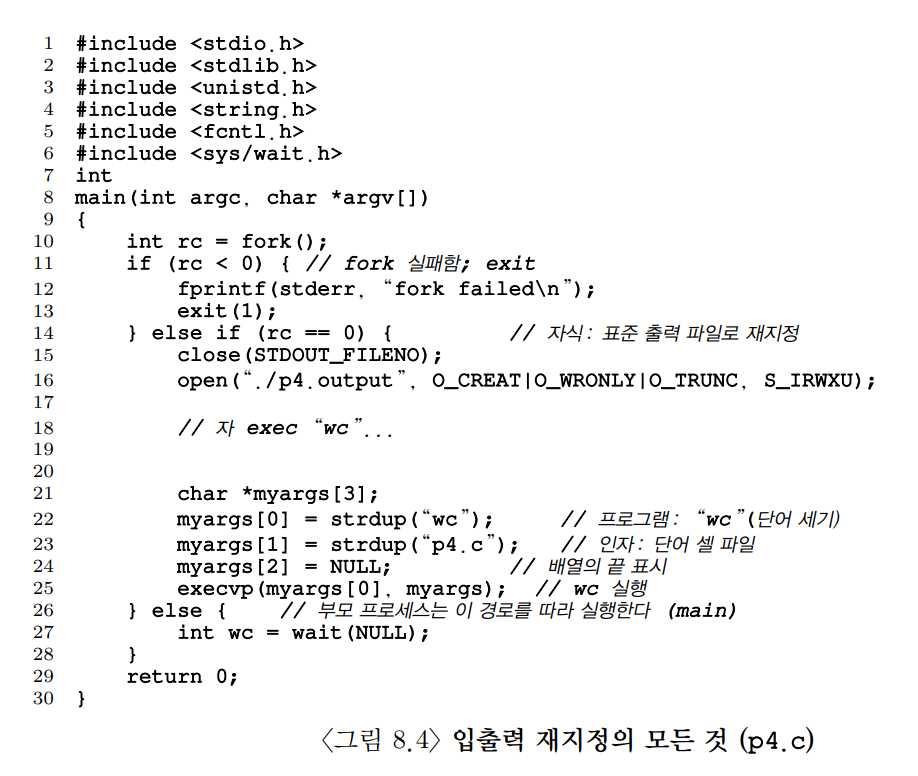 1 #include <stdio.h>
2 #include <stdlib.h>
3 #include <unistd.h>
4 #include <string.h>
5 #include <fcntl.h>
6 #include <sys/wait.h>
7 int
8 main(int argc, char *argv[])
9 {
10 int rc = fork();
11 if (rc < 0) { // fork 실패함; exit
12 fprintf(stderr, “fork failed\n”);
13 exit(1);
14 } else if (rc == 0) { // 자식: 표준 출력 파일로 재지정
15 close(STDOUT_FILENO);
16 open(“./p4.output”, O_CREAT|O_WRONLY|O_TRUNC, S_IRWXU);
17
18 // 자 exec “wc”...
19
20
21 char *myargs[3];
22 myargs[0] = strdup(“wc”); // 프로그램: “wc”(단어 세기)
23 myargs[1] = strdup(“p4.c”); // 인자: 단어 셀 파일
24 myargs[2] = NULL; // 배열의 끝 표시
25 execvp(myargs[0], myargs); // wc 실행
26 } else { // 부모 프로세스는 이 경로를 따라 실행한다 (main)
27 int wc = wait(NULL);
28 }
29 return 0;
30 }
〈그림 8.4〉 입출력 재지정의 모든 것 (p4.c)